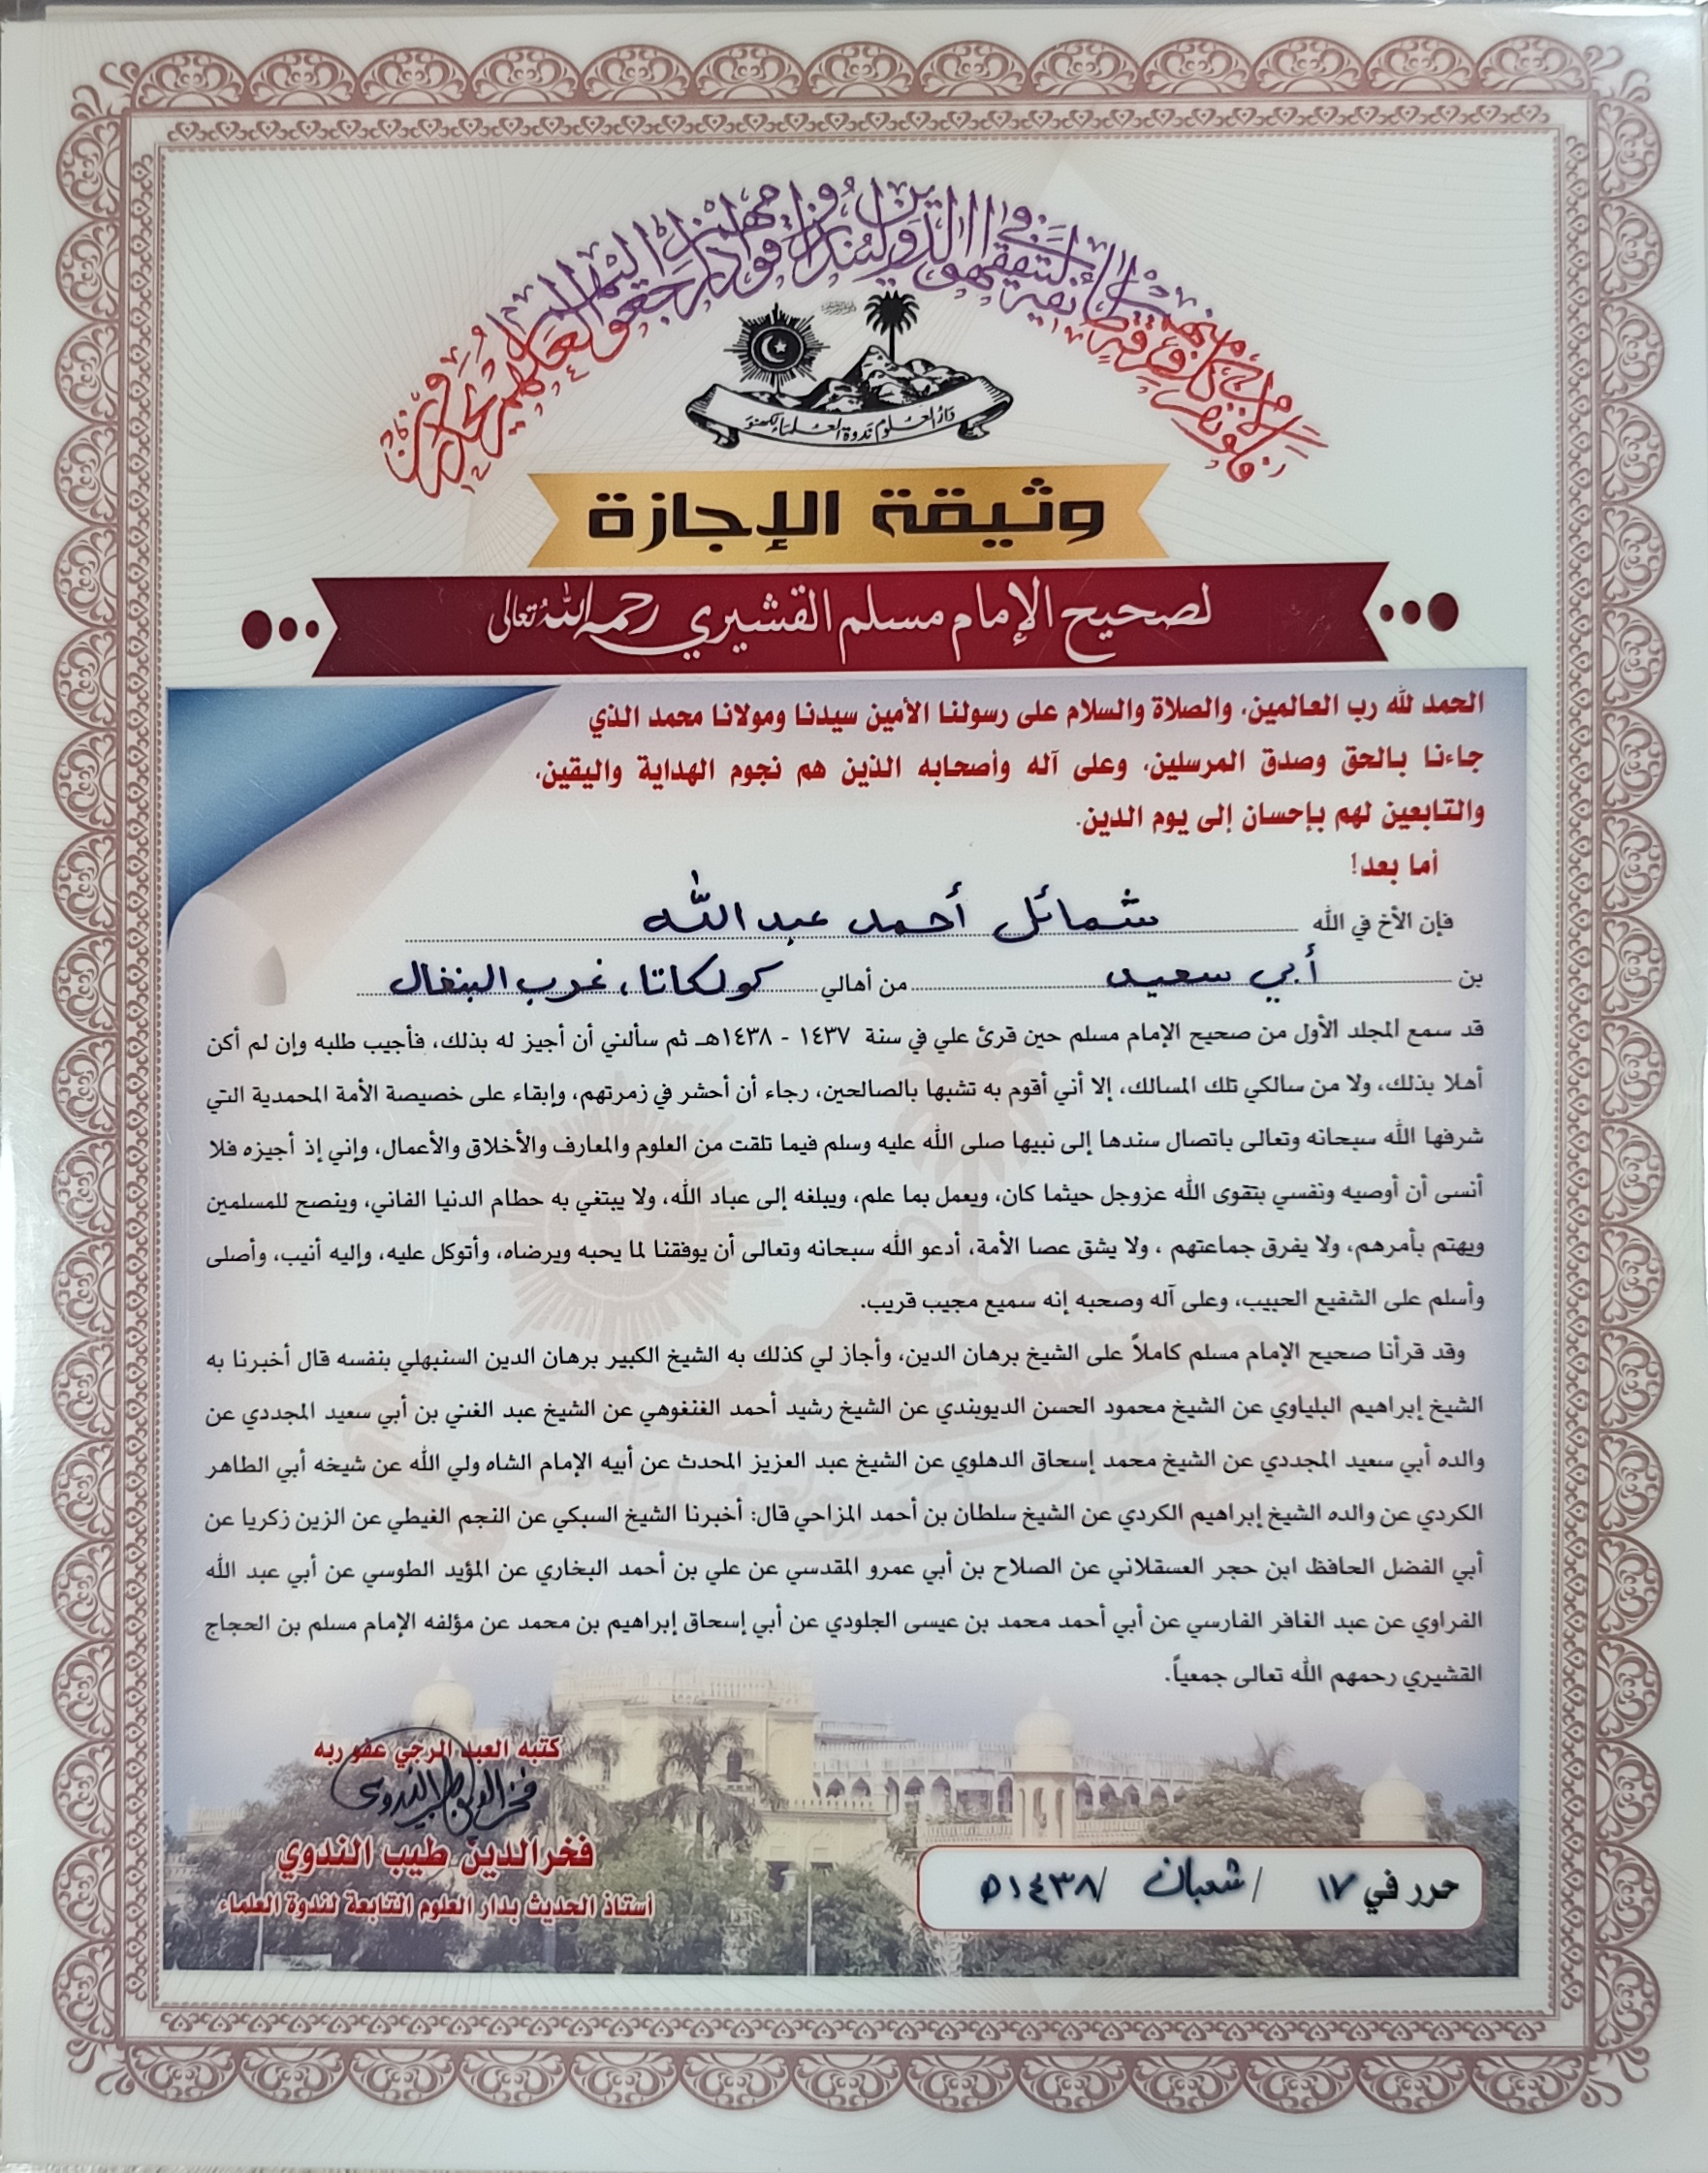 فلولا نفر من كل فرقة منهم طائفة ليتفقهوا في الدين ولينذروا قومهم إذا رجعوا إليهم لعلهم يحذرون
دار العلوم ندوة العلماء لكهنؤ
وثيقة الإجازة
لصحيح الإمام مسلم القشيري رحمه الله تعالى
الحمد لله رب العالمين، والصلاة والسلام على رسولنا الأمين سيدنا ومولانا محمد الذي
جاءنا بالحق وصدق المرسلين، وعلى آله وأصحابه الذين هم نجوم الهداية واليقين،
والتابعين لهم بإحسان إلى يوم الدين.
أما بعد!
فإن الأخ في الله شمائل أحمد عبد الله
بن أبي سعيد من أهالي كولكاتا، غرب البنغال
قد سمع المجلد الأول من صحيح الإمام مسلم حين قرئ علي في سنة ١٤٣٧ - ١٤٣٨هـ ثم سألني أن أجيز له بذلك، فأجيب طلبه وإن لم أكن
أهلا بذلك، ولا من سالكي تلك المسالك، إلا أني أقوم به تشبها بالصالحين، رجاء أن أحشر في زمرتهم، وإبقاء على خصيصة الأمة المحمدية التي
شرفها الله سبحانه وتعالى باتصال سندها إلى نبيها صلى الله عليه وسلم فيما تلقت من العلوم والمعارف والأخلاق والأعمال، وإني إذ أجيزه فلا
أنسى أن أوصيه ونفسي بتقوى الله عزوجل حيثما كان، ويعمل بما علم، ويبلغه إلى عباد الله، ولا يبتغي به حطام الدنيا الفاني، وينصح للمسلمين
ويهتم بأمرهم، ولا يفرق جماعتهم ، ولا يشق عصا الأمة، أدعو الله سبحانه وتعالى أن يوفقنا لما يحبه ويرضاه، وأتوكل عليه، وإليه أنيب، وأصلى
وأسلم على الشفيع الحبيب، وعلى آله وصحبه إنه سميع مجيب قريب.
وقد قرأنا صحيح الإمام مسلم كاملاً على الشيخ برهان الدين، وأجاز لي كذلك به الشيخ الكبير برهان الدين السنبهلي بنفسه قال أخبرنا به
الشيخ إبراهيم البلياوي عن الشيخ محمود الحسن الديوبندي عن الشيخ رشيد أحمد الغنغوهي عن الشيخ عبد الغني بن أبي سعيد المجددي عن
والده أبي سعيد المجددي عن الشيخ محمد إسحاق الدهلوي عن الشيخ عبد العزيز المحدث عن أبيه الإمام الشاه ولي الله عن شيخه أبي الطاهر
الكردي عن والده الشيخ إبراهيم الكردي عن الشيخ سلطان بن أحمد المزاحي قال: أخبرنا الشيخ السبكي عن النجم الغيطي عن الزين زكريا عن
أبي الفضل الحافظ ابن حجر العسقلاني عن الصلاح بن أبي عمرو المقدسي عن علي بن أحمد البخاري عن المؤيد الطوسي عن أبي عبد الله
الفراوي عن عبد الغافر الفارسي عن أبي أحمد محمد بن عيسى الجلودي عن أبي إسحاق إبراهيم بن محمد عن مؤلفه الإمام مسلم بن الحجاج
القشيري رحمهم الله تعالى جمعياً.
كتبه العبد المرجي عفو ربه
فخر الدين طيب الندوي
فخرالدين طيب الندوي
أستاذ الحديث بدار العلوم التابعة لندوة العلماء
حرر في ١٧ / شعبان / ١٤٣٨ه